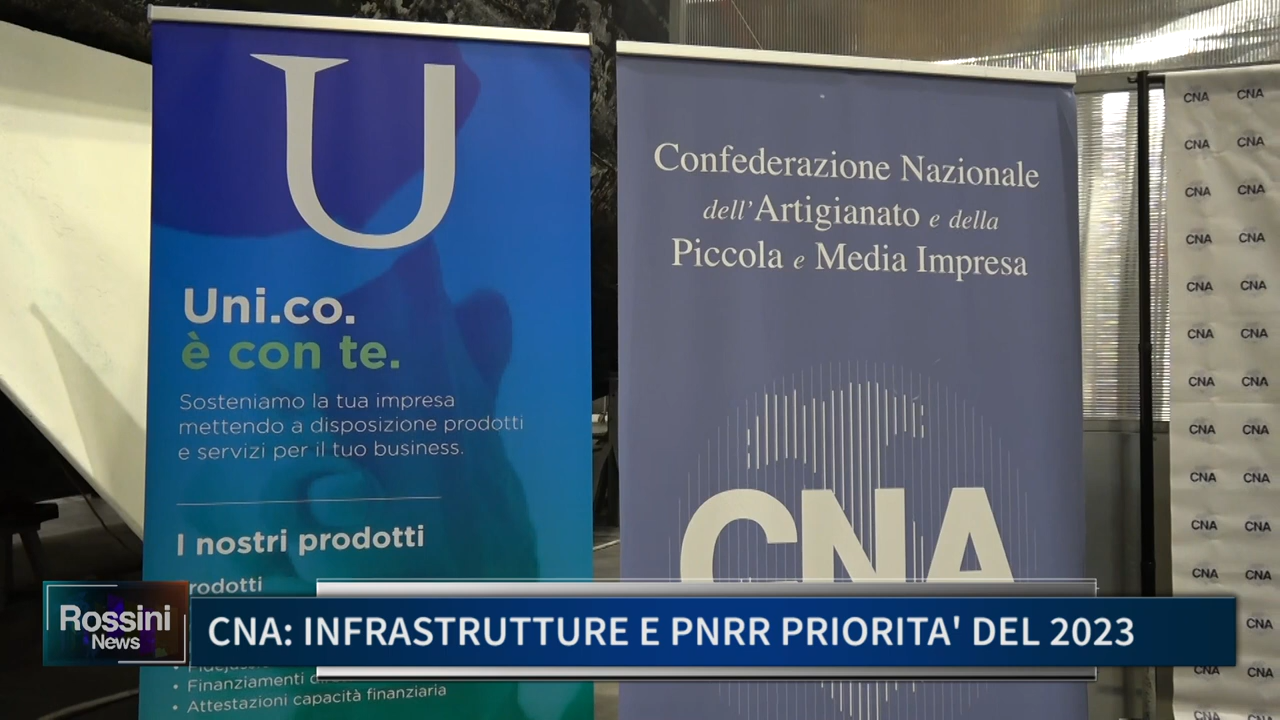 U
Uni.co.
è con te.
Sosteniamo la tua impresa
mettendo a disposizione prodotti
e servizi per il tuo business.
I nostri prodotti
rodotti
• Finanziamenti
• Attestazioni capacità finanziaria
Confederazione Nazionale
dell'Artigianato e della
Piccola e Media Impresa
CNA
CNA CNA
CNA CNA
CNA CNA
CNA CNA
CNA CNA
CNA CNA
CNA CNA
CNA CNA
CNA CNA
CNA CNA
CNA CNA
CNA
CNA CNA
CNA CNA
Rossini
News
CNA: INFRASTRUTTURE E PNRR PRIORITA' DEL 2023